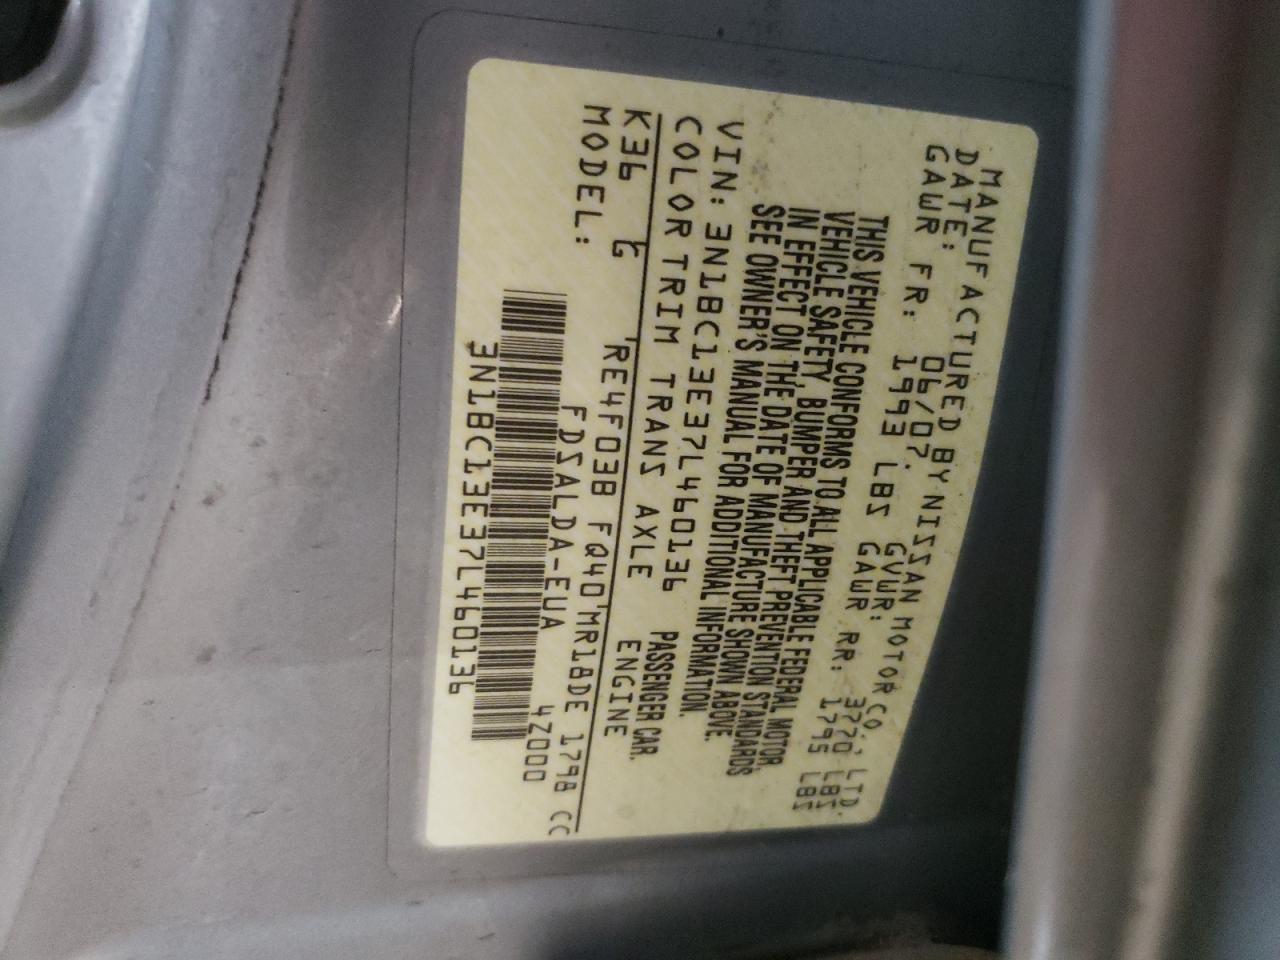 MANUFACTURED BY NISSAN MOTOR CO., LTD.
DATE: 06/07. GVWR: 3770 LBS
GAWR FR: 1993 LBS GAWR RR: 1795 LBS
THIS VEHICLE CONFORMS TO ALL APPLICABLE FEDERAL MOTOR
VEHICLE SAFETY, BUMPER AND THEFT PREVENTION STANDARDS
IN EFFECT ON THE DATE OF MANUFACTURE SHOWN ABOVE.
SEE OWNER'S MANUAL FOR ADDITIONAL INFORMATION.
VIN: 3N1BC13E37L460136 PASSENGER CAR.
COLOR TRIM TRANS AXLE ENGINE
K36 G RE4F03B FQ40 MR18DE 1798 CC
MODEL: FDSALDA-EUA 4Z000
3N1BC13E37L460136